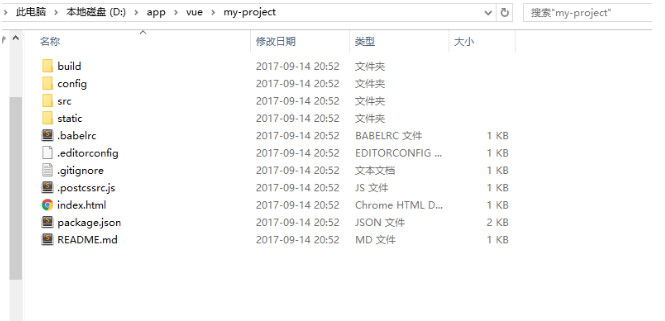 此电脑 > 本地磁盘 (D:) > app > vue > my-project 搜索"my-project"
名称 修改日期 类型 大小
build 2017-09-14 20:52 文件夹
config 2017-09-14 20:52 文件夹
src 2017-09-14 20:52 文件夹
static 2017-09-14 20:52 文件夹
.babelrc 2017-09-14 20:52 BABELRC 文件 1 KB
.editorconfig 2017-09-14 20:52 EDITORCONFIG ... 1 KB
.gitignore 2017-09-14 20:52 文本文档 1 KB
.postcssrc.js 2017-09-14 20:52 JS 文件 1 KB
index.html 2017-09-14 20:52 Chrome HTML D... 1 KB
package.json 2017-09-14 20:52 JSON 文件 2 KB
README.md 2017-09-14 20:52 MD 文件 1 KB